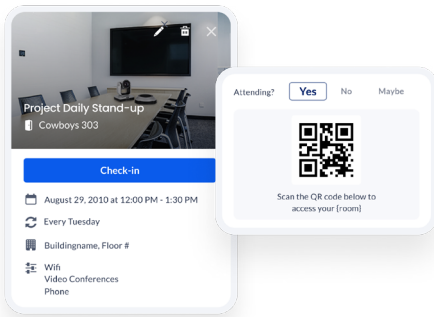 Project Daily Stand-up
Cowboys 303
Check-in
August 29, 2010 at 12:00 PM - 1:30 PM
Every Tuesday
Buildingname, Floor #
Wifi
Video Conferences
Phone
Attending?
Yes
No
Maybe
Scan the QR code below to
access your {room}